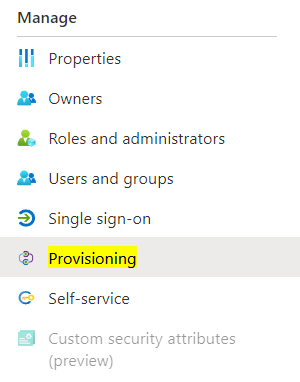 Manage
Properties
Owners
Roles and administrators
Users and groups
Single sign-on
Provisioning
Self-service
Custom security attributes
(preview)